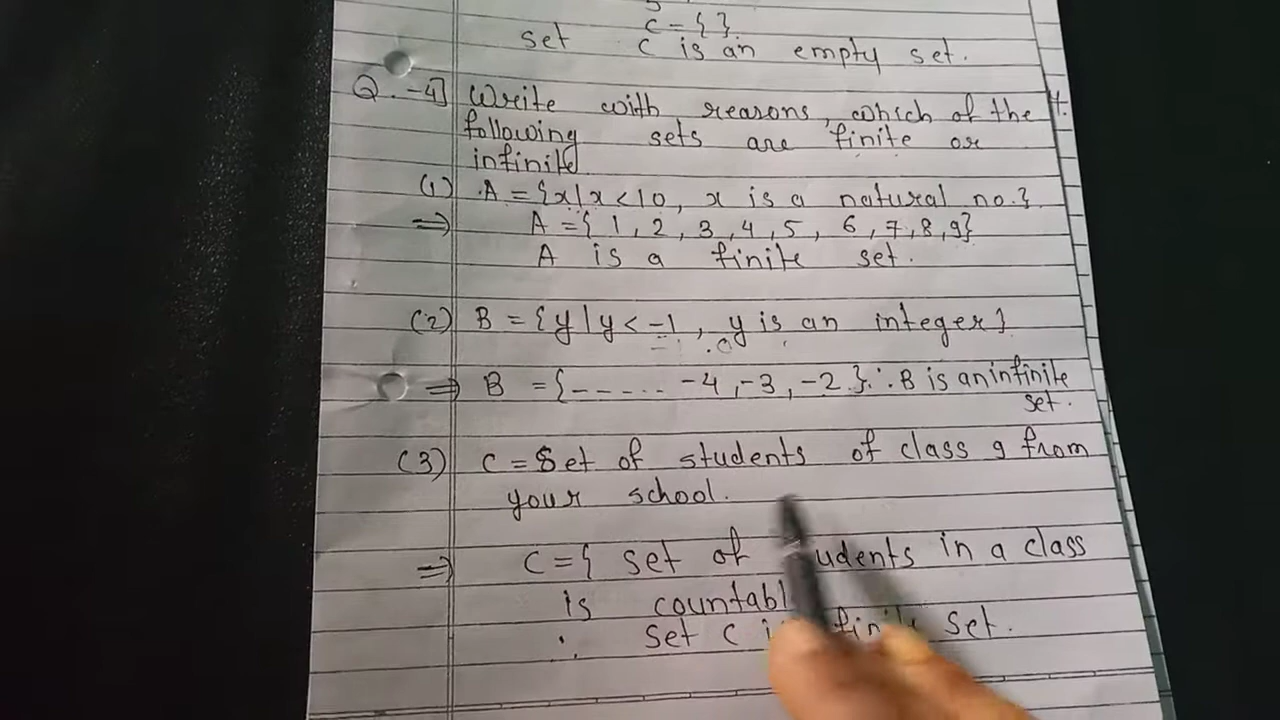 C = { }
set C is an empty set.
Q. -4] Write with reasons, which of the
following sets are finite or
infinite
(1) A = {x | x < 10, x is a natural no.}
⇒ A = { 1, 2, 3, 4, 5, 6, 7, 8, 9}
A is a finite set.
(2) B = {y | y < -1, y is an integer}
⇒ B = {------ -4, -3, -2.} ∴ B is an infinite
set.
(3) C = Set of students of class 9 from
your school.
⇒ C = { set of udents in a class
is countabl
∴ set C set.